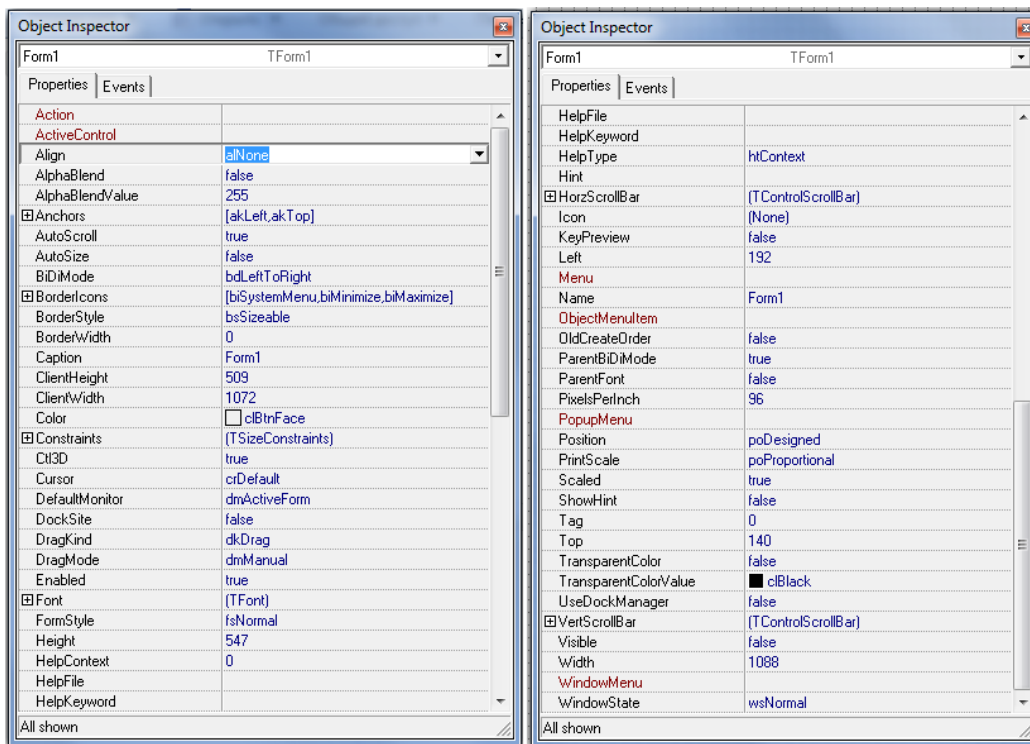 Object Inspector
Form1 TForm1
Properties Events
Action
ActiveControl
Align alNone
AlphaBlend false
AlphaBlendValue 255
Anchors [akLeft,akTop]
AutoScroll true
AutoSize false
BiDiMode bdLeftToRight
BorderIcons [biSystemMenu,biMinimize,biMaximize]
BorderStyle bsSizeable
BorderWidth 0
Caption Form1
ClientHeight 509
ClientWidth 1072
Color clBtnFace
Constraints (TSizeConstraints)
Ctl3D true
Cursor crDefault
DefaultMonitor dmActiveForm
DockSite false
DragKind dkDrag
DragMode dmManual
Enabled true
Font (TFont)
FormStyle fsNormal
Height 547
HelpContext 0
HelpFile
HelpKeyword
All shown
Object Inspector
Form1 TForm1
Properties Events
HelpFile
HelpKeyword
HelpType htContext
Hint
HorzScrollBar (TControlScrollBar)
Icon (None)
KeyPreview false
Left 192
Menu
Name Form1
ObjectMenuItem
OldCreateOrder false
ParentBiDiMode true
ParentFont false
PixelsPerInch 96
PopupMenu
Position poDesigned
PrintScale poProportional
Scaled true
ShowHint false
Tag 0
Top 140
TransparentColor false
TransparentColorValue clBlack
UseDockManager false
VertScrollBar (TControlScrollBar)
Visible false
Width 1088
WindowMenu
WindowState wsNormal
All shown